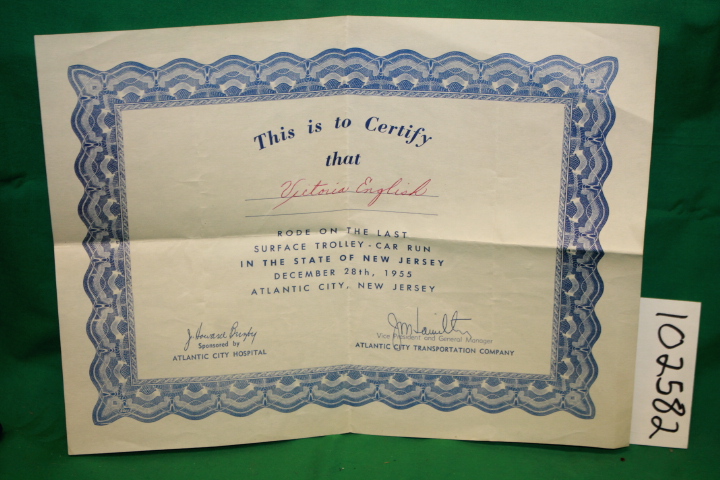 This is to Certify
that
Victoria English
RODE ON THE LAST
SURFACE TROLLEY-CAR RUN
IN THE STATE OF NEW JERSEY
DECEMBER 28th, 1955
ATLANTIC CITY, NEW JERSEY
J. Howard
Sponsored by
ATLANTIC CITY HOSPITAL
Vice President and General Manager
ATLANTIC CITY TRANSPORTATION COMPANY
102582